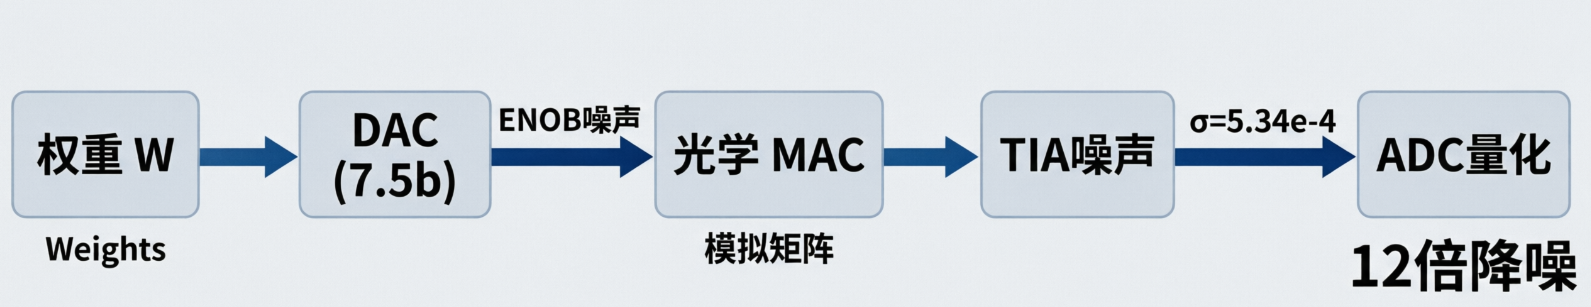 权重 W
Weights
DAC
(7.5b)
ENOB噪声
光学 MAC
模拟矩阵
TIA噪声
σ=5.34e-4
ADC量化
12倍降噪